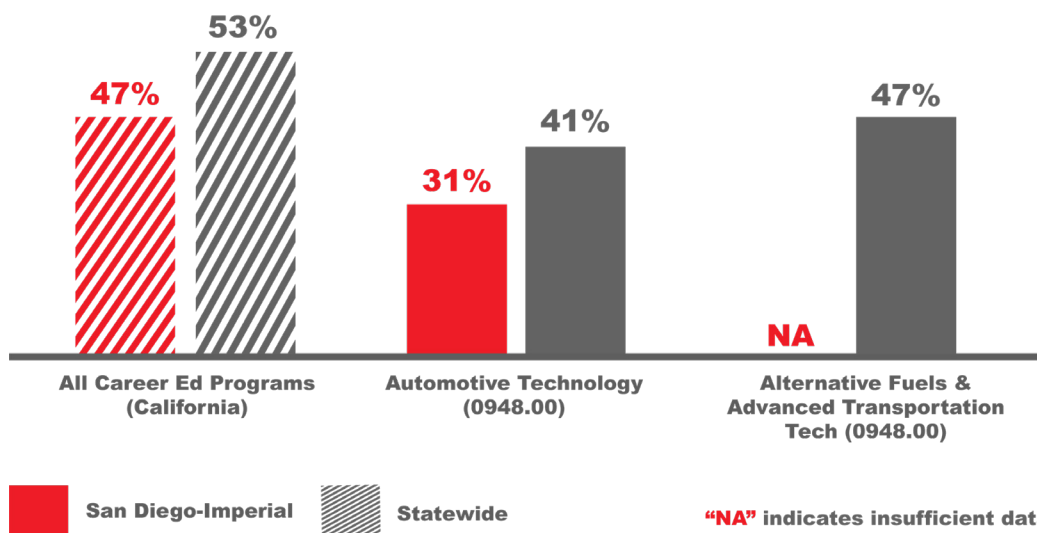 53%
47%
47%
41%
31%
NA
All Career Ed Programs
(California)
Automotive Technology
(0948.00)
Alternative Fuels &
Advanced Transportation
Tech (0948.00)
San Diego-Imperial
Statewide
“NA” indicates insufficient dat